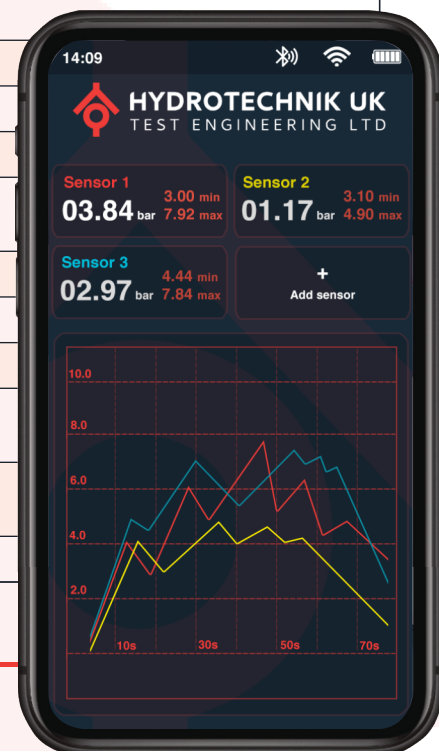 14:09
HYDROTECHNIK UK
TEST ENGINEERING LTD
Sensor 1
03.84 bar 3.00 min
7.92 max
Sensor 2
01.17 bar 3.10 min
4.90 max
Sensor 3
02.97 bar 4.44 min
7.84 max
+
Add sensor
10.0
8.0
6.0
4.0
2.0
10s 30s 50s 70s